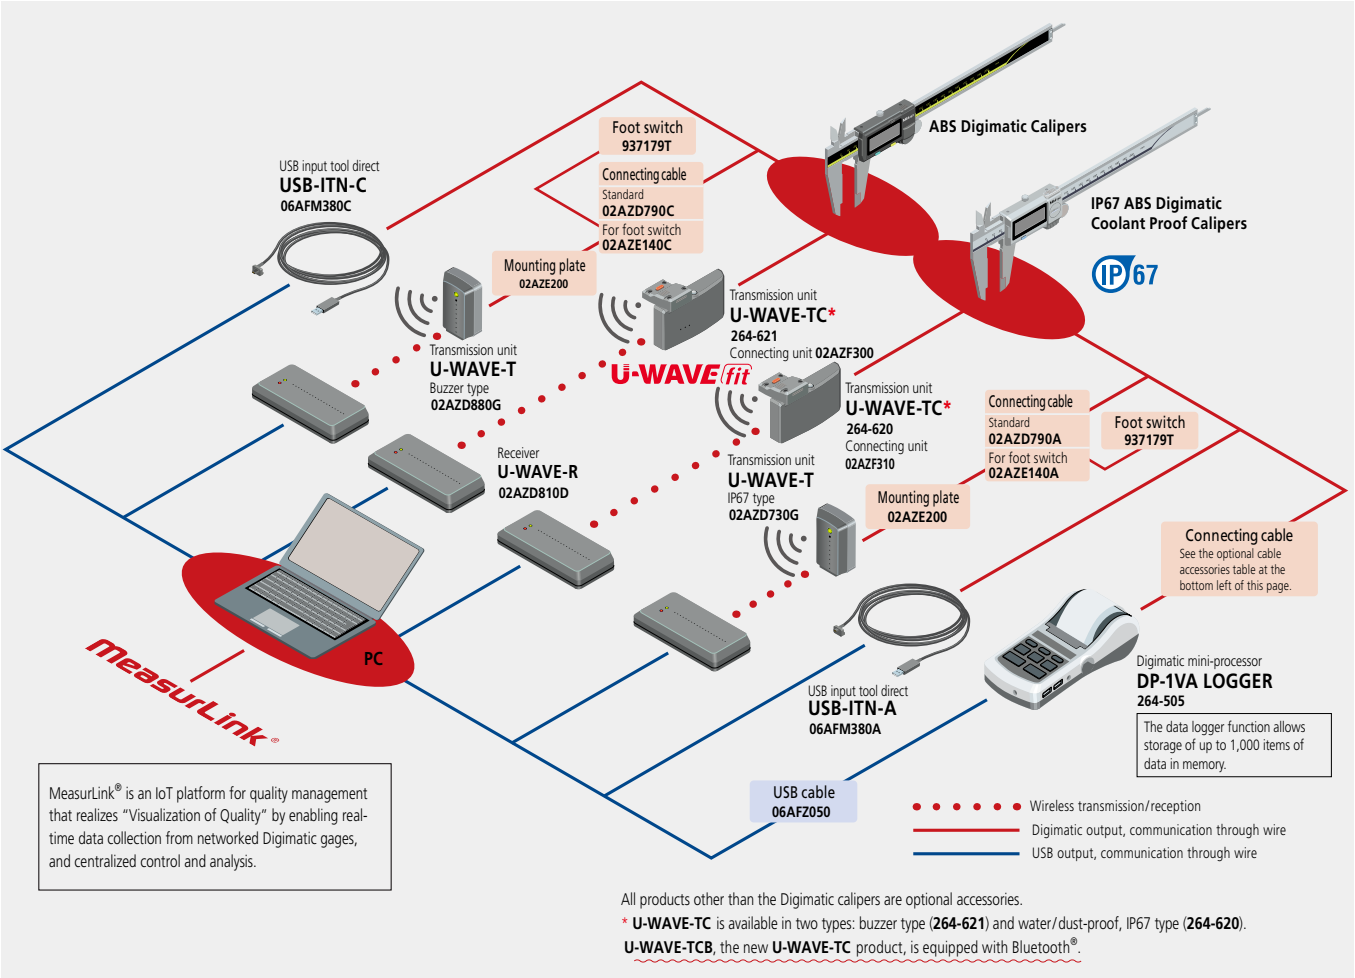 ABS Digimatic Calipers
IP67 ABS Digimatic
Coolant Proof Calipers
IP67
Foot switch
937179T
Connecting cable
Standard
02AZD790C
For foot switch
02AZE140C
USB input tool direct
USB-ITN-C
06AFM380C
Mounting plate
02AZE200
Transmission unit
U-WAVE-TC*
264-621
Connecting unit 02AZF300
Transmission unit
U-WAVE-T
Buzzer type
02AZD880G
U-WAVE fit
Transmission unit
U-WAVE-TC*
264-620
Connecting unit
02AZF310
Connecting cable
Standard
02AZD790A
For foot switch
02AZE140A
Foot switch
937179T
Receiver
U-WAVE-R
02AZD810D
Transmission unit
U-WAVE-T
IP67 type
02AZD730G
Mounting plate
02AZE200
Connecting cable
See the optional cable
accessories table at the
bottom left of this page.
PC
MeasurLink®
USB input tool direct
USB-ITN-A
06AFM380A
Digimatic mini-processor
DP-1VA LOGGER
264-505
The data logger function allows
storage of up to 1,000 items of
data in memory.
MeasurLink® is an IoT platform for quality management
that realizes “Visualization of Quality” by enabling real-
time data collection from networked Digimatic gages,
and centralized control and analysis.
USB cable
06AFZ050
Wireless transmission/reception
Digimatic output, communication through wire
USB output, communication through wire
All products other than the Digimatic calipers are optional accessories.
* U-WAVE-TC is available in two types: buzzer type (264-621) and water/dust-proof, IP67 type (264-620).
U-WAVE-TCB, the new U-WAVE-TC product, is equipped with Bluetooth®.